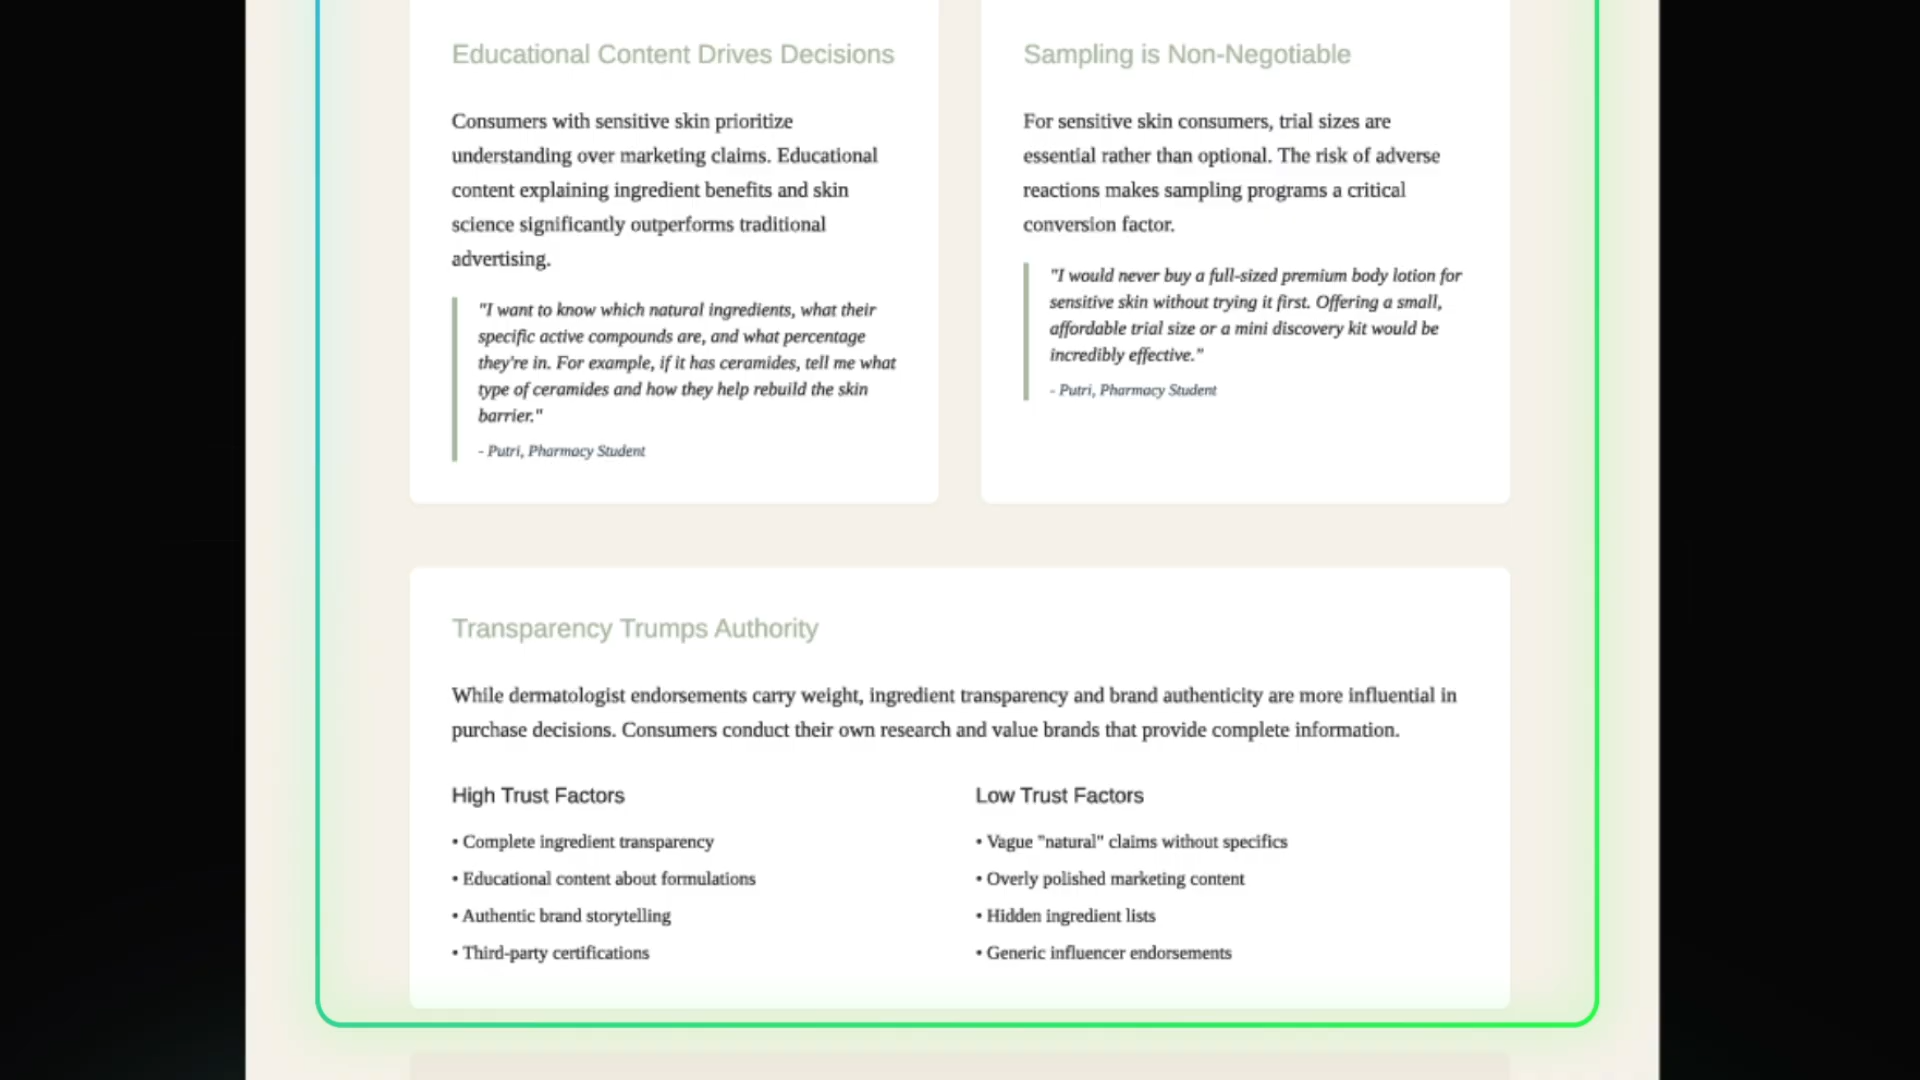 Educational Content Drives Decisions
Consumers with sensitive skin prioritize
understanding over marketing claims. Educational
content explaining ingredient benefits and skin
science significantly outperforms traditional
advertising.
"I want to know which natural ingredients, what their
specific active compounds are, and what percentage
they're in. For example, if it has ceramides, tell me what
type of ceramides and how they help rebuild the skin
barrier."
- Putri, Pharmacy Student
Sampling is Non-Negotiable
For sensitive skin consumers, trial sizes are
essential rather than optional. The risk of adverse
reactions makes sampling programs a critical
conversion factor.
"I would never buy a full-sized premium body lotion for
sensitive skin without trying it first. Offering a small,
affordable trial size or a mini discovery kit would be
incredibly effective."
- Putri, Pharmacy Student
Transparency Trumps Authority
While dermatologist endorsements carry weight, ingredient transparency and brand authenticity are more influential in
purchase decisions. Consumers conduct their own research and value brands that provide complete information.
High Trust Factors
• Complete ingredient transparency
• Educational content about formulations
• Authentic brand storytelling
• Third-party certifications
Low Trust Factors
• Vague "natural" claims without specifics
• Overly polished marketing content
• Hidden ingredient lists
• Generic influencer endorsements